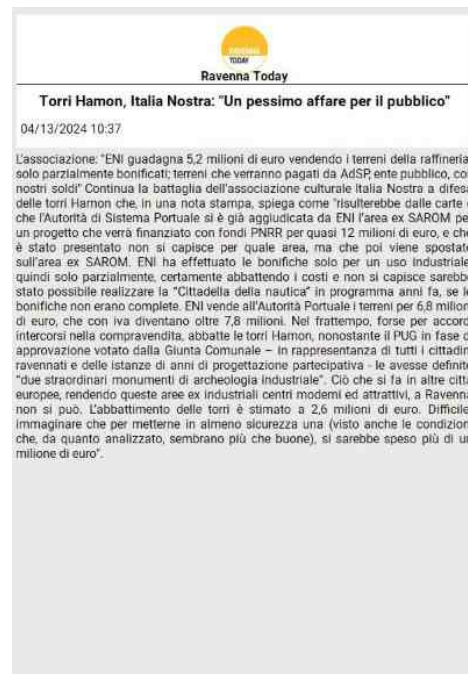 RAVENNA
TODAY
Ravenna Today
Torri Hamon, Italia Nostra: "Un pessimo affare per il pubblico"
04/13/2024 10:37
L'associazione: "ENI guadagna 5,2 milioni di euro vendendo i terreni della raffineria
solo parzialmente bonificati; terreni che verranno pagati da AdSP, ente pubblico, con
nostri soldi" Continua la battaglia dell'associazione culturale Italia Nostra a difesa
delle torri Hamon che, in una nota stampa, spiega come "risulterebbe dalle carte
che l'Autorità di Sistema Portuale si è già aggiudicata da ENI l'area ex SAROM pe
un progetto che verrà finanziato con fondi PNRR per quasi 12 milioni di euro, e che
è stato presentato non si capisce per quale area, ma che poi viene spostato
sull'area ex SAROM. ENI ha effettuato le bonifiche solo per un uso industriale
quindi solo parzialmente, certamente abbattendo i costi e non si capisce sarebbe
stato possibile realizzare la "Cittadella della nautica" in programma anni fa, se le
bonifiche non erano complete. ENI vende all'Autorità Portuale i terreni per 6,8 milion
di euro, che con iva diventano oltre 7,8 milioni. Nel frattempo, forse per accord
intercorsi nella compravendita, abbatte le torri Hamon, nonostante il PUG in fase d
approvazione votato dalla Giunta Comunale – in rappresentanza di tutti i cittadin
ravennati e delle istanze di anni di progettazione partecipativa - le avesse definite
"due straordinari monumenti di archeologia industriale". Ciò che si fa in altre città
europee, rendendo queste aree ex industriali centri moderni ed attrattivi, a Ravenna
non si può. L'abbattimento delle torri è stimato a 2,6 milioni di euro. Difficile
immaginare che per metterne in almeno sicurezza una (visto anche le condizion
che, da quanto analizzato, sembrano più che buone), si sarebbe speso più di u
milione di euro".